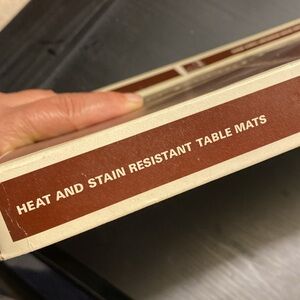 HEAT AND STAIN RESISTANT TABLE MATS